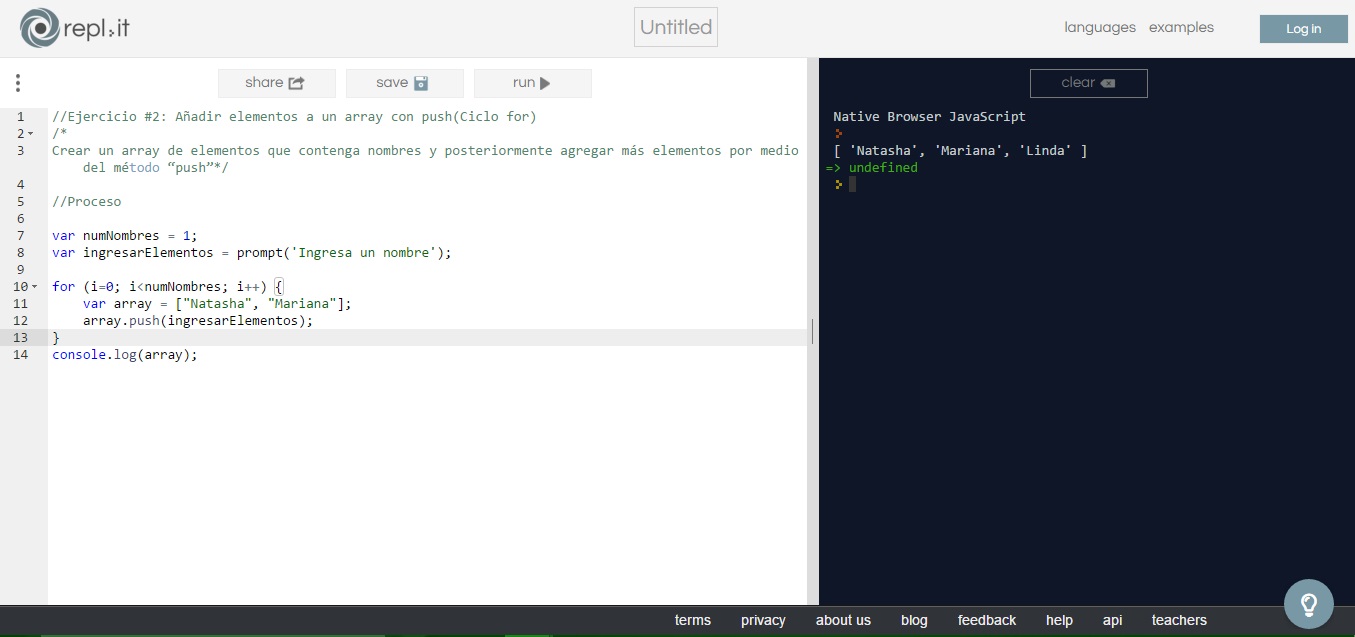 repl.it
Untitled
languages examples
Log in
share save run
clear
1 //Ejercicio #2: Añadir elementos a un array con push(Ciclo for)
2 /*
3 Crear un array de elementos que contenga nombres y posteriormente agregar más elementos por medio
del método “push”*/
4
5 //Proceso
6
7 var numNombres = 1;
8 var ingresarElementos = prompt('Ingresa un nombre');
9
10 for (i=0; i<numNombres; i++) {
11 var array = ["Natasha", "Mariana"];
12 array.push(ingresarElementos);
13 }
14 console.log(array);
Native Browser JavaScript
[ 'Natasha', 'Mariana', 'Linda' ]
=> undefined
terms privacy about us blog feedback help api teachers